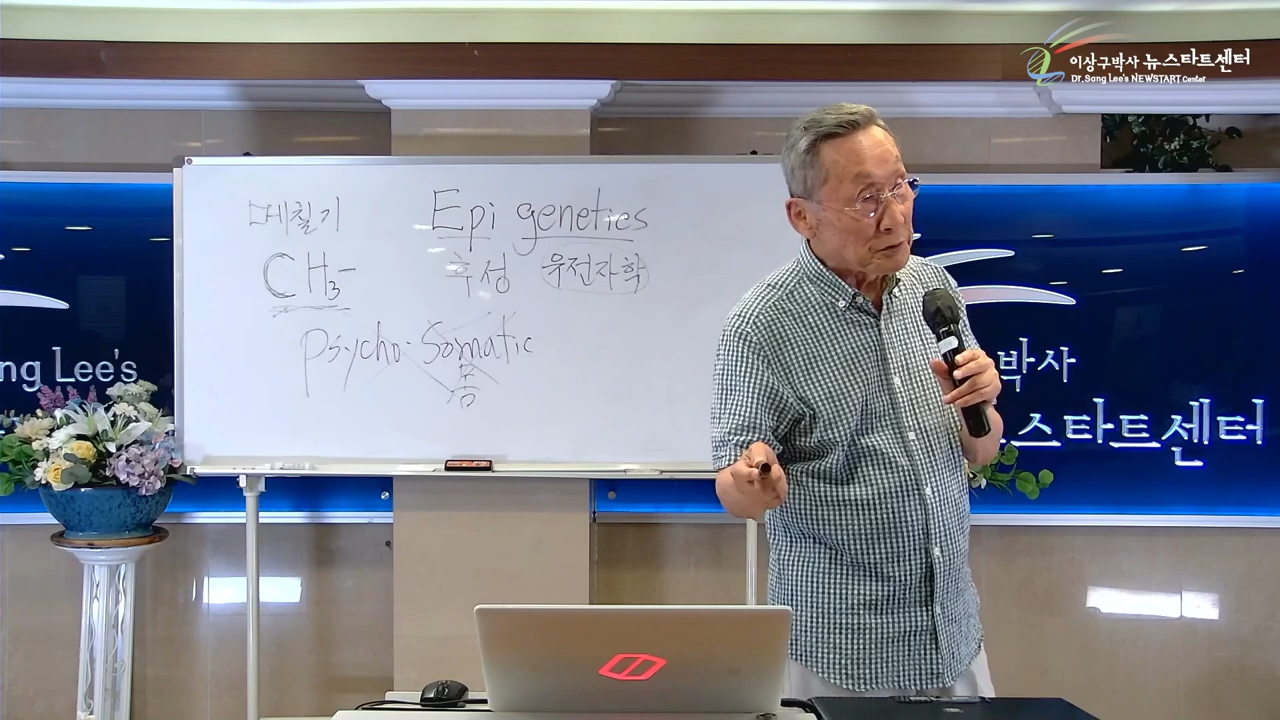 이상구박사 뉴스타트센터
Dr. Sang Lee's NEWSTART Center
메칠기 Epi genetics
CH3- 후성 유전자학
Psycho-Somatic
몸
ng Lee's
박사
스타트센터